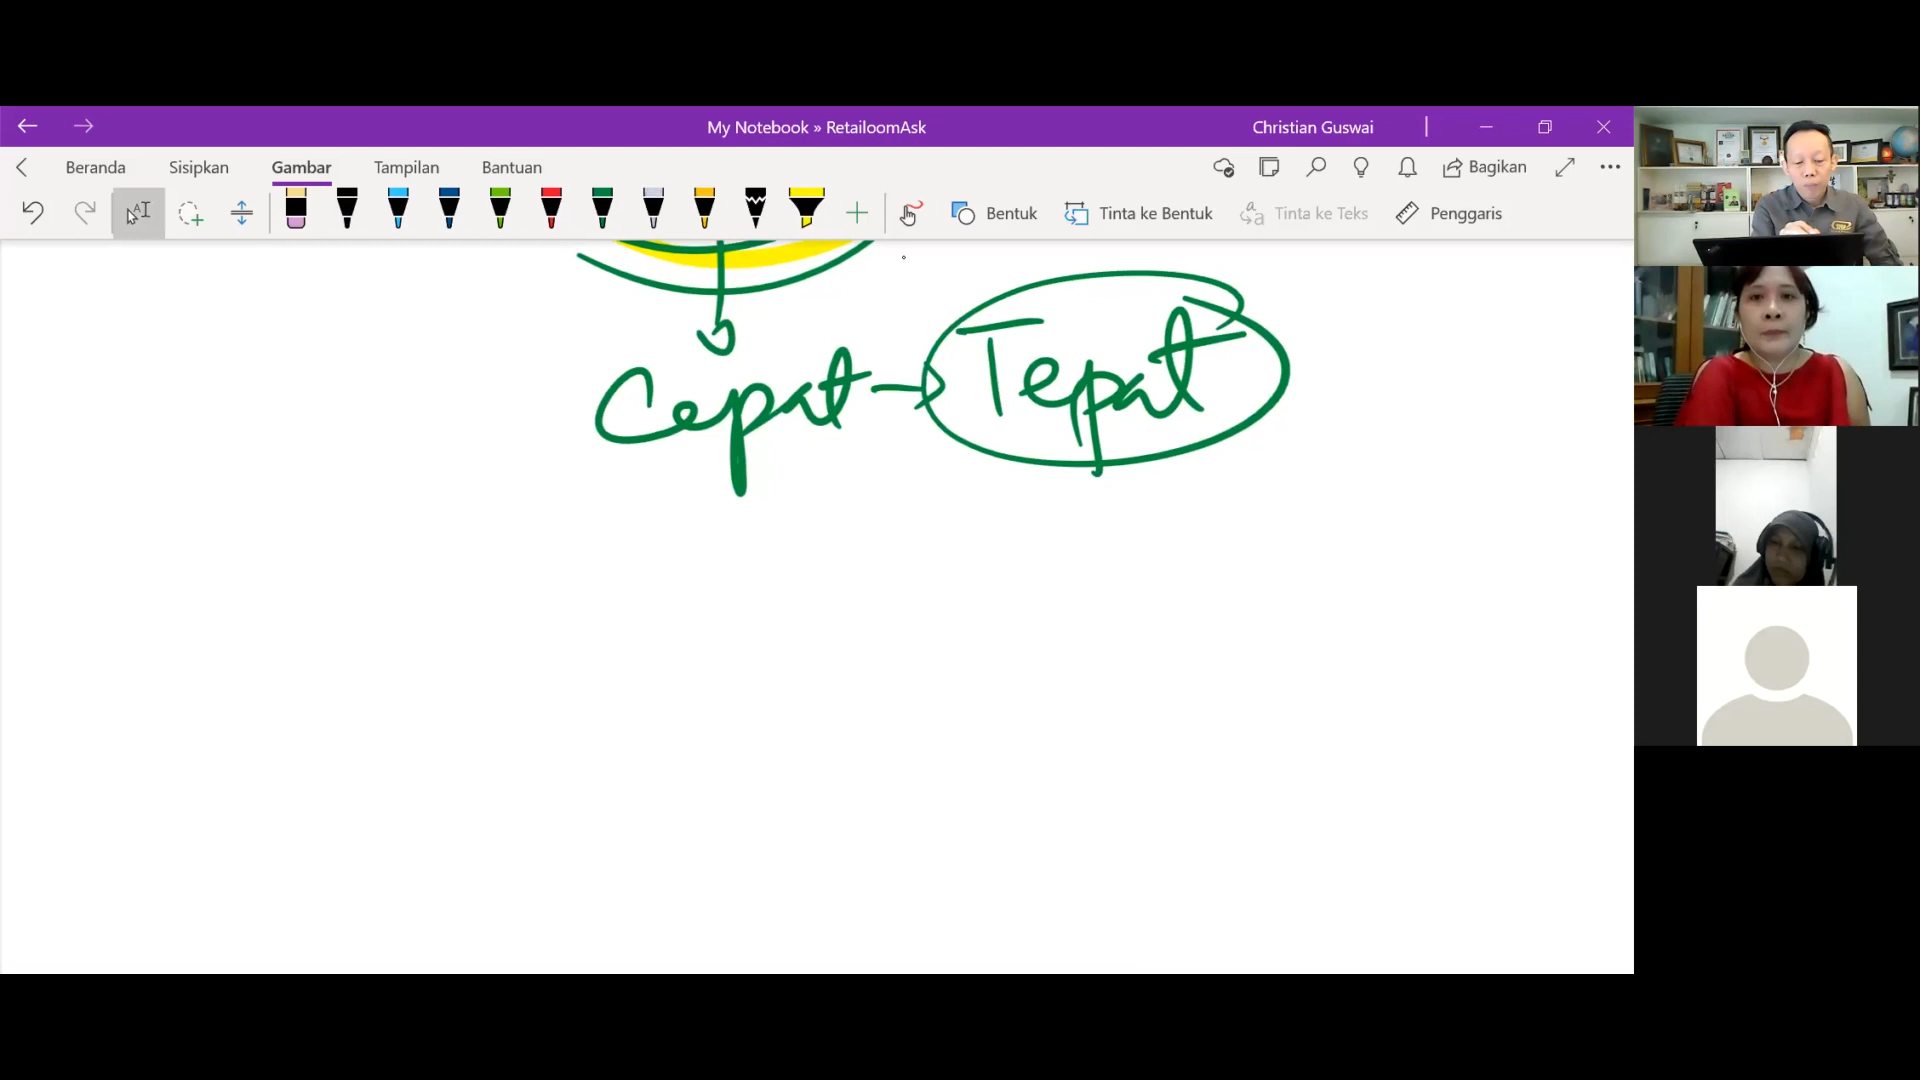 My Notebook » RetailoomAsk Christian Guswai
Beranda Sisipkan Gambar Tampilan Bantuan Bagikan
Bentuk Tinta ke Bentuk Tinta ke Teks Penggaris
Cepat Tepat